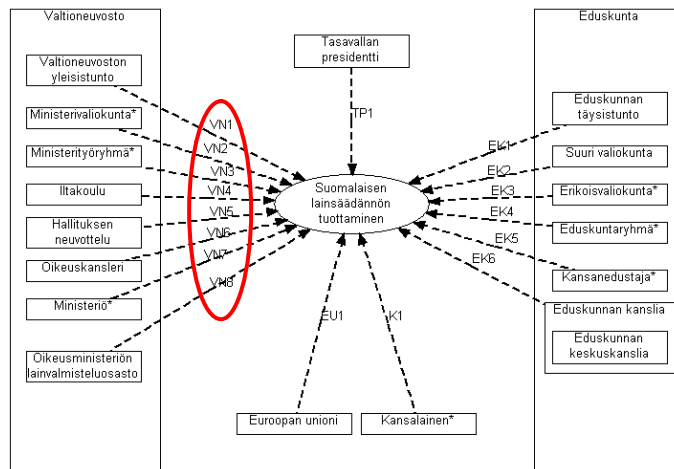 Valtioneuvosto
Valtioneuvoston
yleisistunto
Ministerivaliokunta*
Ministerityöryhmä*
Iltakoulu
Hallituksen
neuvottelu
Oikeuskansleri
Ministeriö*
Oikeusministeriön
lainvalmisteluosasto
VN1
VN2
VN3
VN4
VN5
VN6
VN7
VN8
Tasavallan
presidentti
TP1
Suomalaisen
lainsäädännön
tuottaminen
EU1
K1
Euroopan unioni
Kansalainen*
EK1
EK2
EK3
EK4
EK5
EK6
Eduskunta
Eduskunnan
täysistunto
Suuri valiokunta
Erikoisvaliokunta*
Eduskuntaryhmä*
Kansanedustaja*
Eduskunnan kanslia
Eduskunnan
keskuskanslia